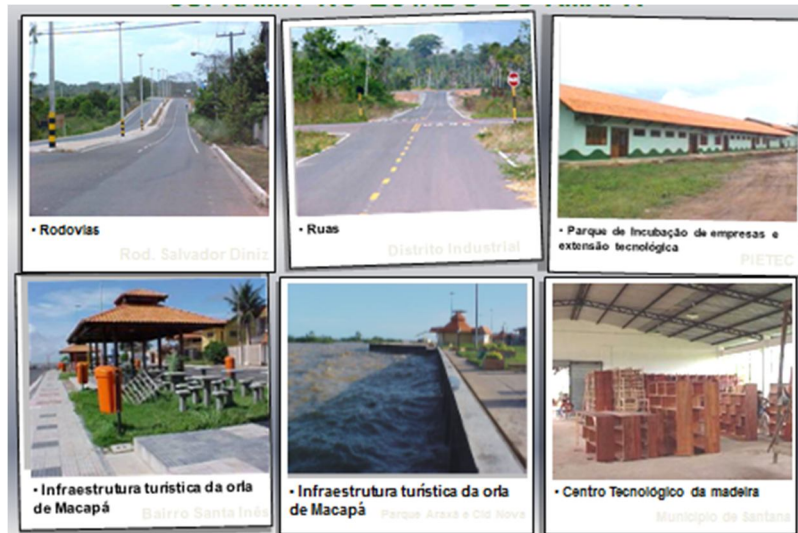 • Rodovias
Rod. Salvador Diniz
• Ruas
Distrito Industrial
• Parque de Incubação de empresas e
extensão tecnológica
PIETEC
• Infraestrutura turística da orla
de Macapá
Bairro Santa Inês
• Infraestrutura turística da orla
de Macapá
Parque Araxá e Cid Nova
• Centro Tecnológico da madeira
Município de Santana